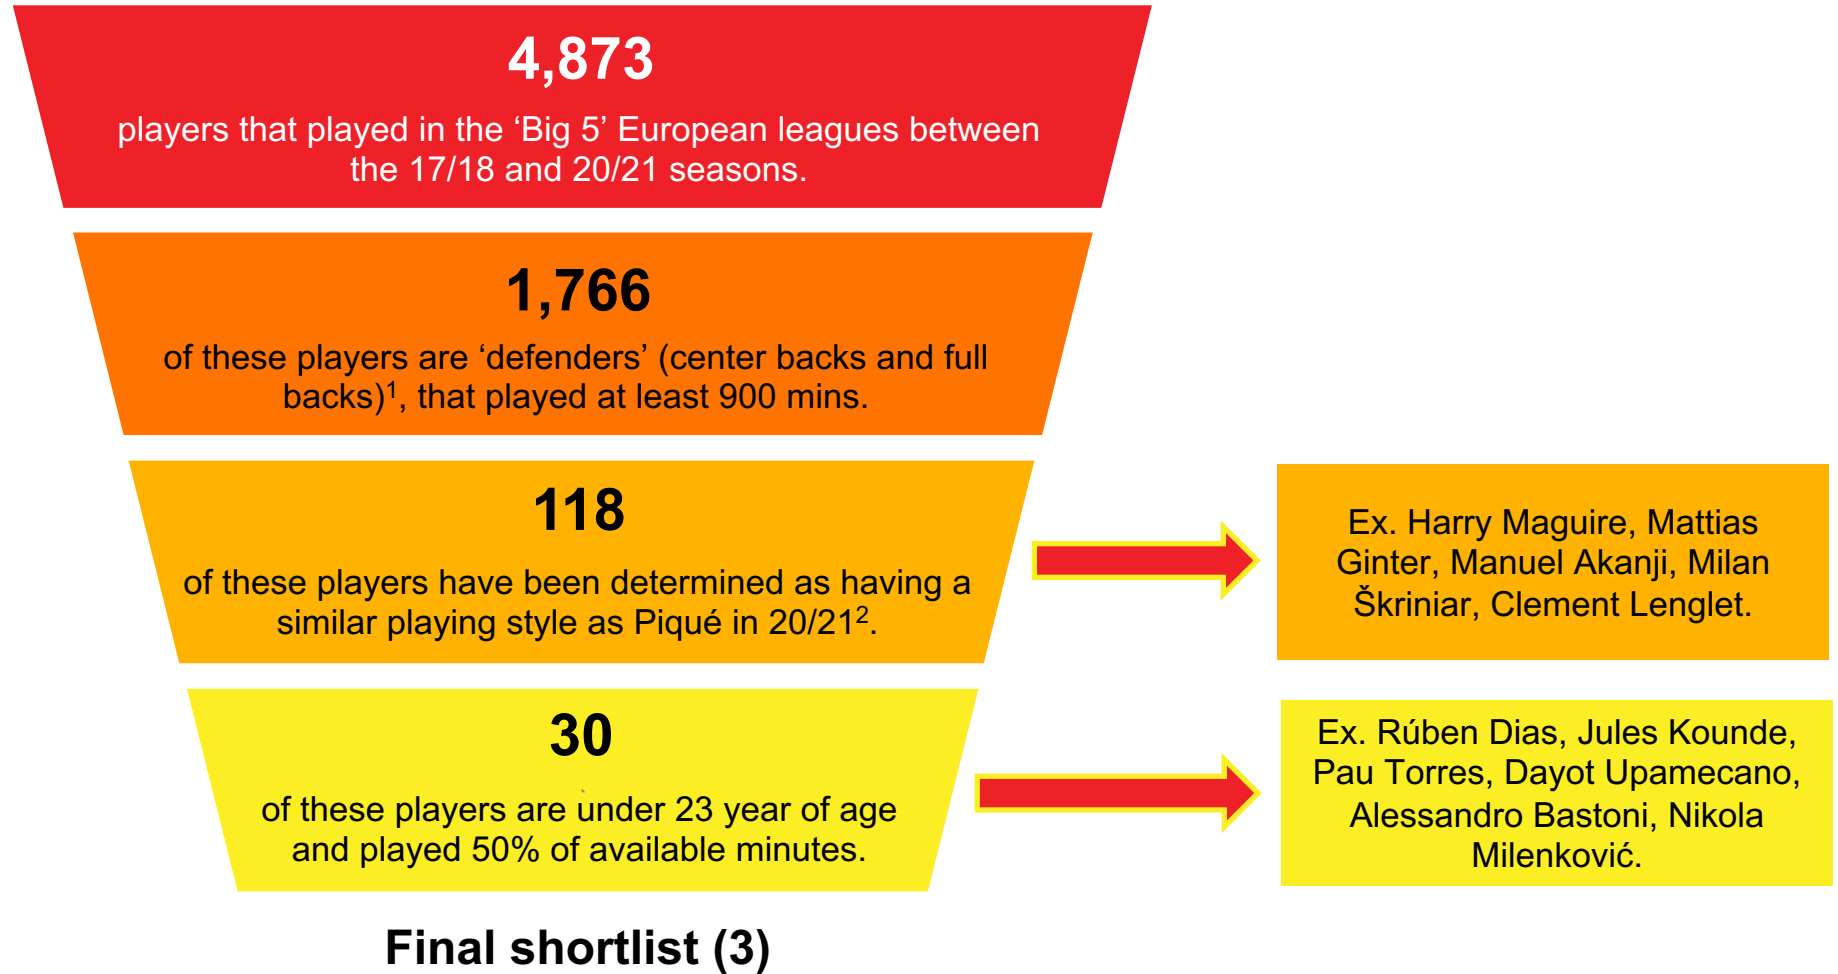 4,873
players that played in the ‘Big 5’ European leagues between
the 17/18 and 20/21 seasons.
1,766
of these players are ‘defenders’ (center backs and full
backs)1, that played at least 900 mins.
118
of these players have been determined as having a
similar playing style as Piqué in 20/212.
Ex. Harry Maguire, Mattias
Ginter, Manuel Akanji, Milan
Škriniar, Clement Lenglet.
30
of these players are under 23 year of age
and played 50% of available minutes.
Ex. Rúben Dias, Jules Kounde,
Pau Torres, Dayot Upamecano,
Alessandro Bastoni, Nikola
Milenković.
Final shortlist (3)